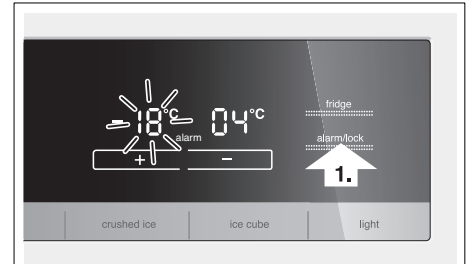 fridge
-18°C alarm 04°C
alarm/lock
+ -
1.
crushed ice ice cube light